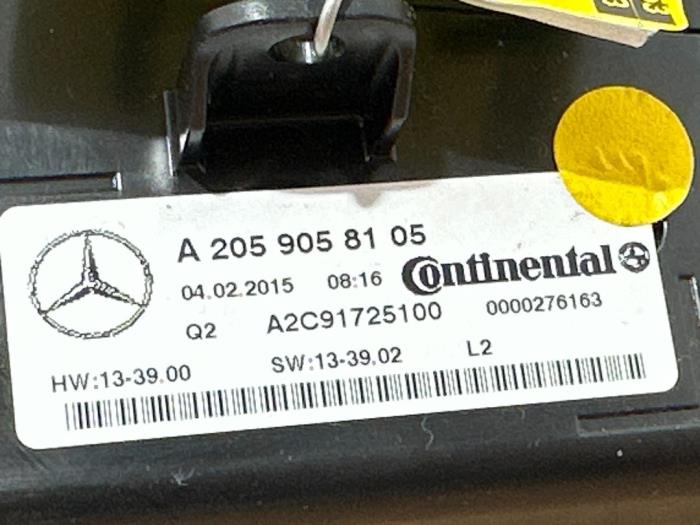 A 205 905 81 05
04.02.2015 08:16 Continental
Q2 A2C91725100 0000276163
HW:13-39.00 SW:13-39.02 L2